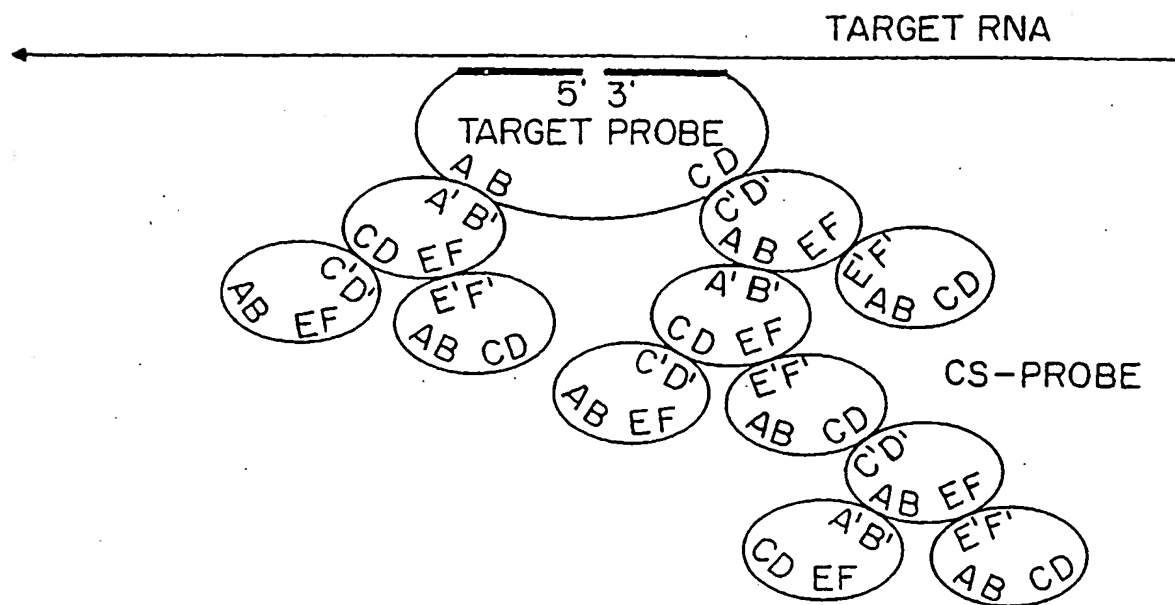 TARGET RNA
5' 3'
TARGET PROBE
AB
CD
A'B'
CD EF
C'D'
AB EF
E'F'
AB CD
C'D'
AB EF
E'F'
AB CD
A'B'
CD EF
C'D'
AB EF
E'F'
AB CD
CS-PROBE
C'D'
AB EF
A'B'
CD EF
E'F'
AB CD